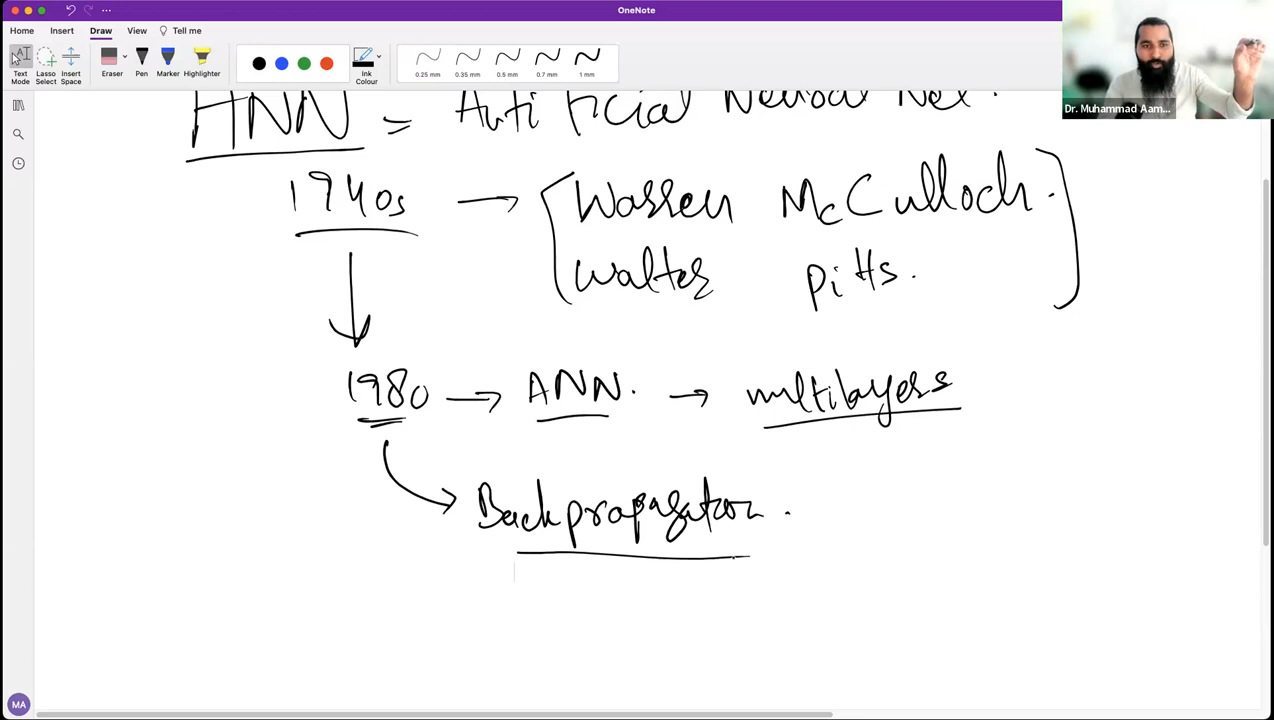 OneNote
Home Insert Draw View Tell me
Text Mode Lasso Select Insert Space Eraser Pen Marker Highlighter Ink Colour 0.25 mm 0.35 mm 0.5 mm 0.7 mm 1 mm
Dr. Muhammad Aam...
ANN = Artificial Neural Net.
1940s → Warren McCulloch.
Walter Pitts.
1980 → ANN. → multilayers
Backpropagation.
MA